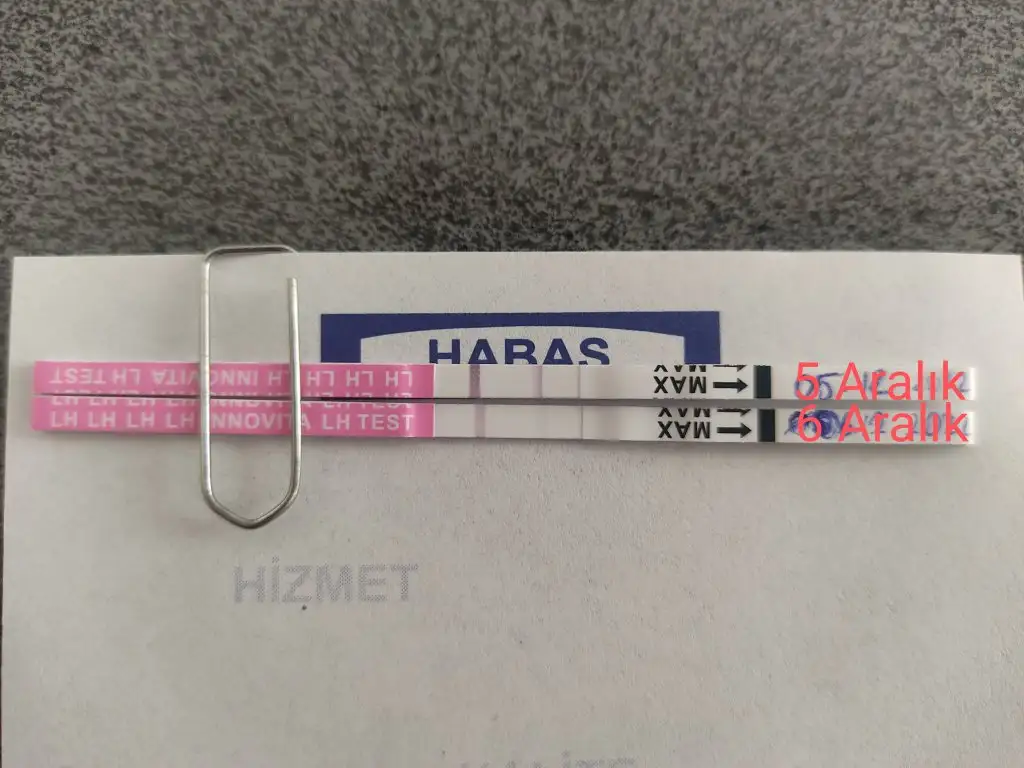 HABAS
LH LH LH LH INNOVITA LH TEST
MAX
5 Aralık
LH LH LH LH INNOVITA LH TEST
MAX
6 Aralık
HİZMET